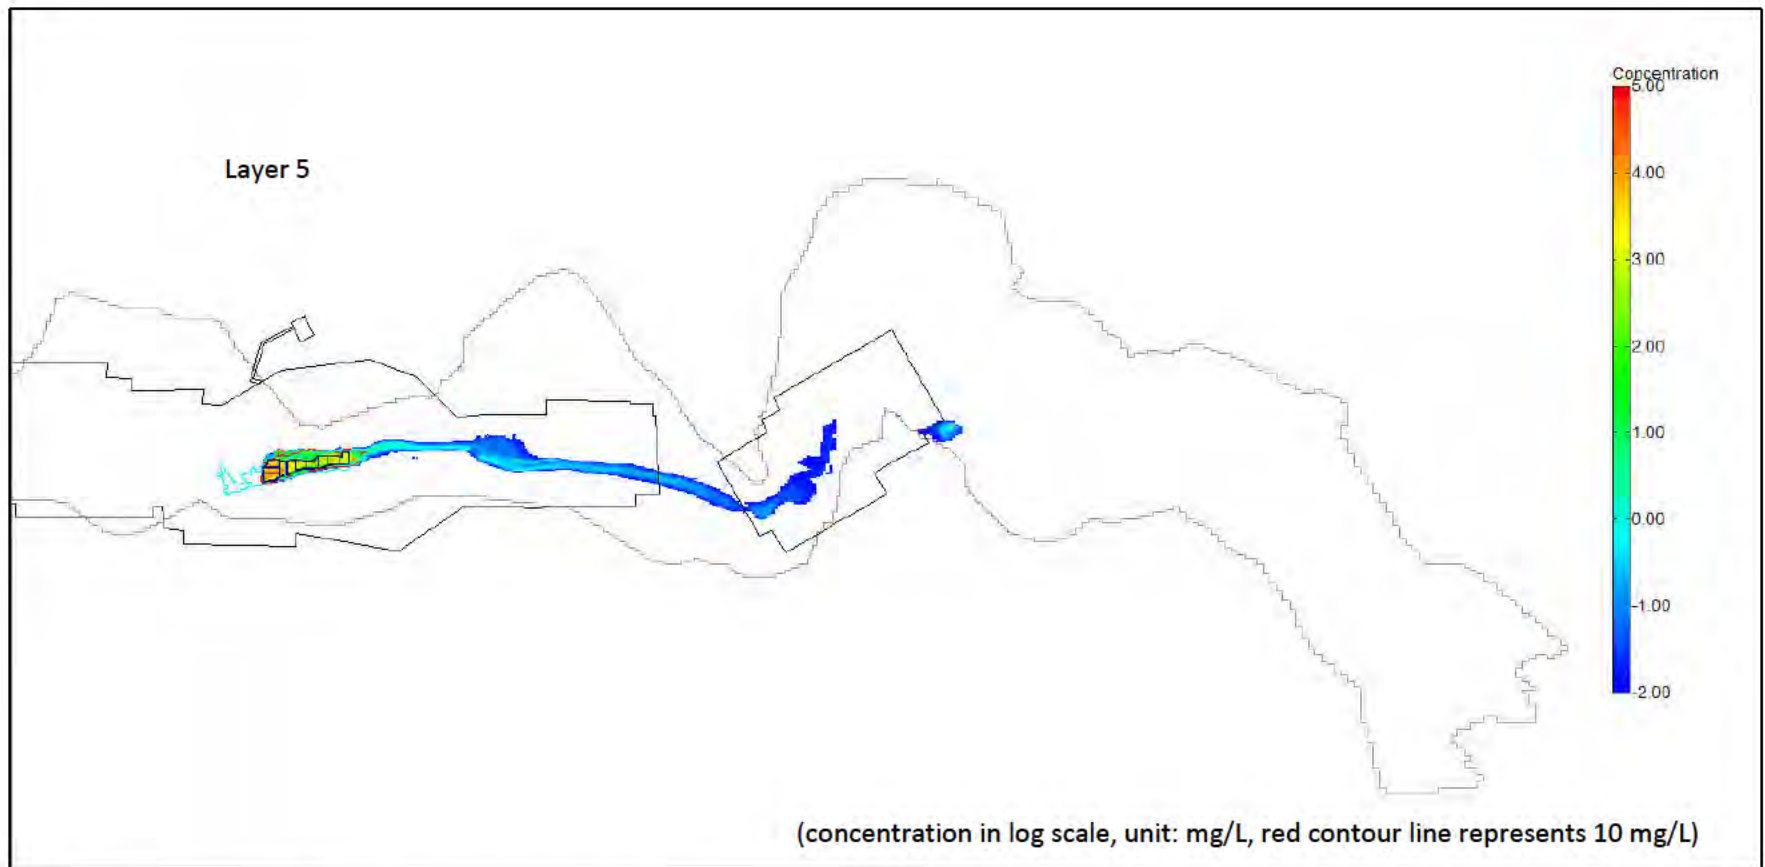 Concentration
5.00
Layer 5
4.00
3.00
2.00
1.00
0.00
-1.00
-2.00
(concentration in log scale, unit: mg/L, red contour line represents 10 mg/L)